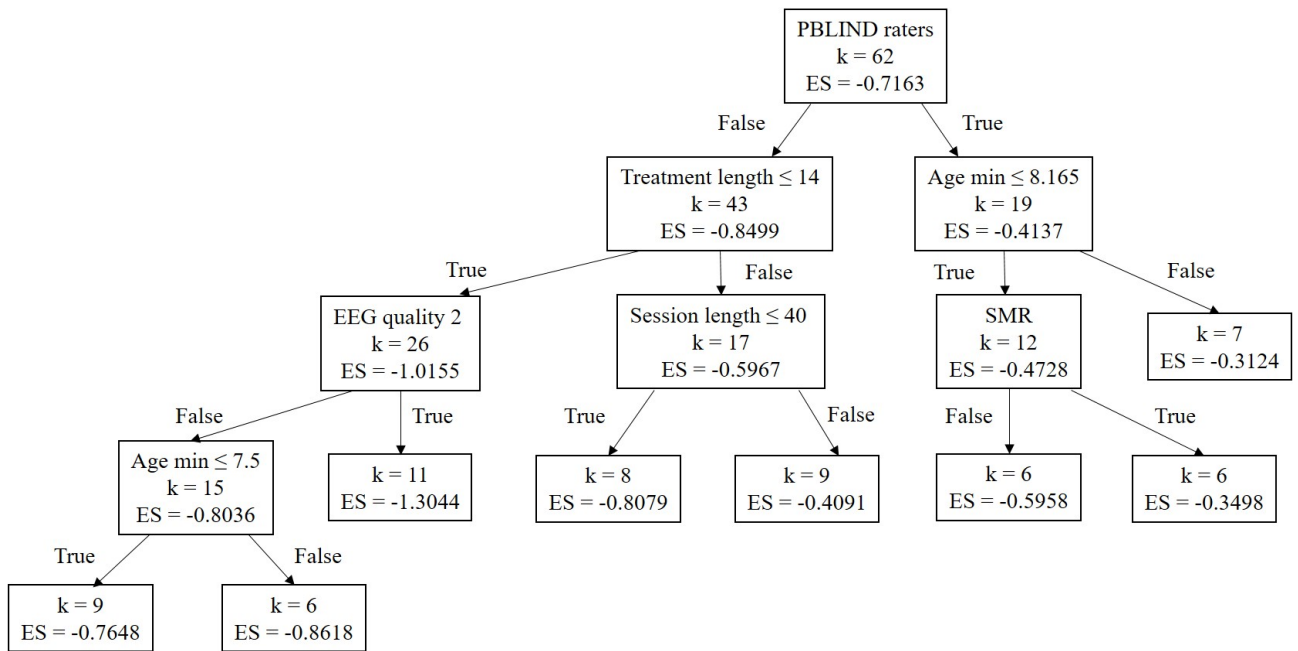 PBLIND raters
k = 62
ES = -0.7163
False
True
Treatment length ≤ 14
k = 43
ES = -0.8499
Age min ≤ 8.165
k = 19
ES = -0.4137
True
False
True
False
EEG quality 2
k = 26
ES = -1.0155
Session length ≤ 40
k = 17
ES = -0.5967
SMR
k = 12
ES = -0.4728
k = 7
ES = -0.3124
False
True
True
False
False
True
Age min ≤ 7.5
k = 15
ES = -0.8036
k = 11
ES = -1.3044
k = 8
ES = -0.8079
k = 9
ES = -0.4091
k = 6
ES = -0.5958
k = 6
ES = -0.3498
True
False
k = 9
ES = -0.7648
k = 6
ES = -0.8618